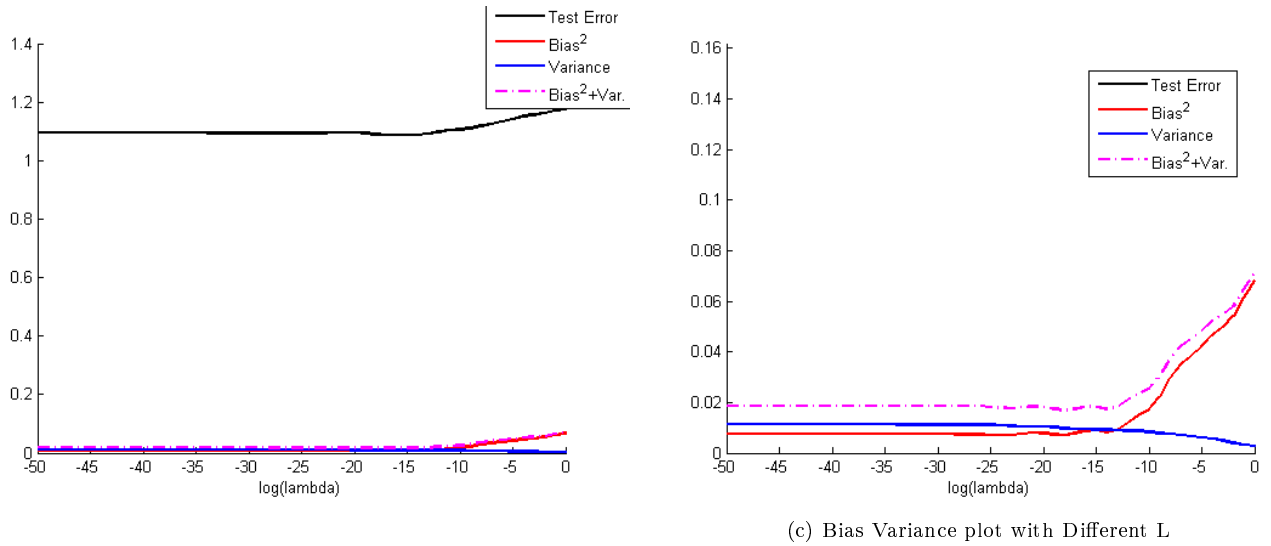 Test Error
Bias²
Variance
Bias²+Var.
1.4
1.2
1
0.8
0.6
0.4
0.2
0
-50 -45 -40 -35 -30 -25 -20 -15 -10 -5 0
log(lambda)
0.16
0.14
0.12
0.1
0.08
0.06
0.04
0.02
0
Test Error
Bias²
Variance
Bias²+Var.
-50 -45 -40 -35 -30 -25 -20 -15 -10 -5 0
log(lambda)
(c) Bias Variance plot with Different L